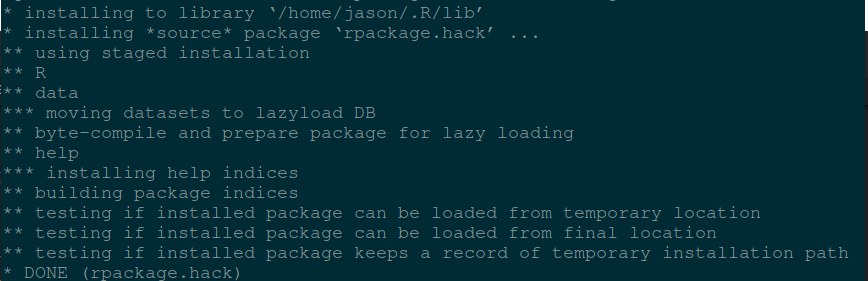 * installing to library ‘/home/jason/.R/lib’
* installing *source* package ‘rpackage.hack’ ...
** using staged installation
** R
** data
*** moving datasets to lazyload DB
** byte-compile and prepare package for lazy loading
** help
*** installing help indices
** building package indices
** testing if installed package can be loaded from temporary location
** testing if installed package can be loaded from final location
** testing if installed package keeps a record of temporary installation path
* DONE (rpackage.hack)